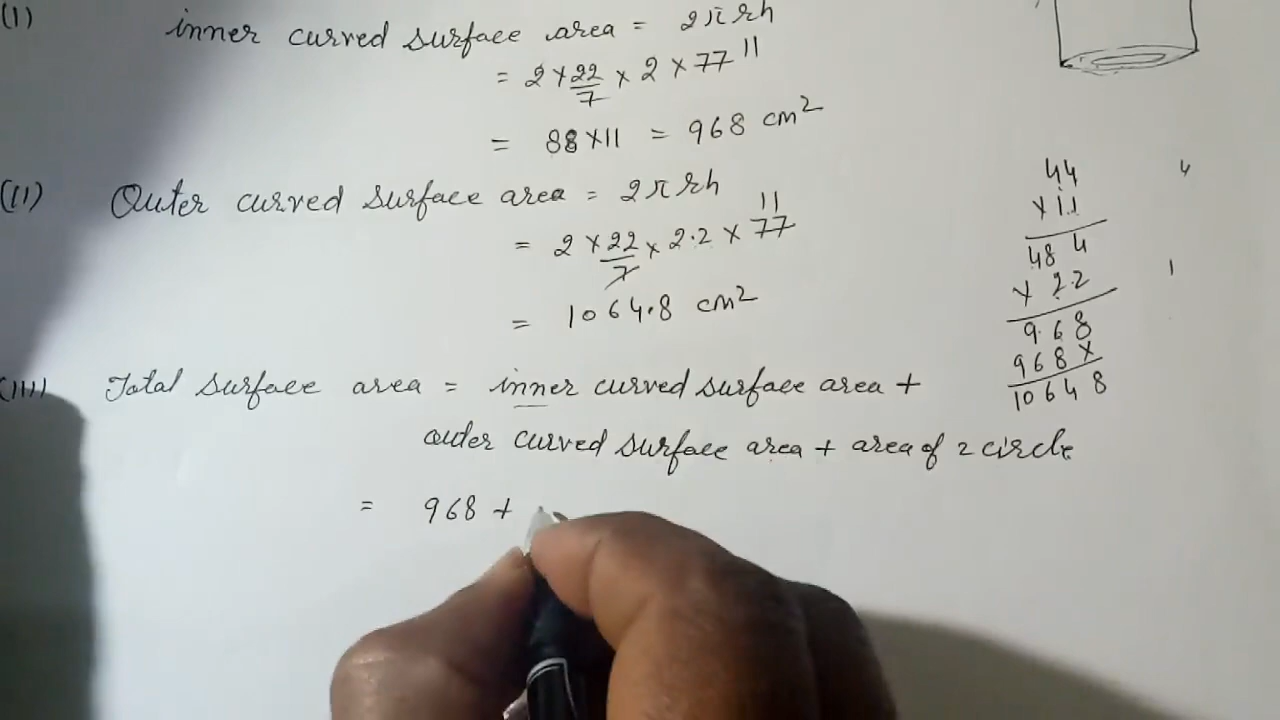 (I) inner curved surface area = 2πrh
= 2 × 22/7 × 2 × 77 11
= 88 × 11 = 968 cm²
(II) Outer curved surface area = 2πrh
= 2 × 22/7 × 2.2 × 77 11
= 1064.8 cm²
44
× 11
484
× 22
968
968×
10648
(III) Total surface area = inner curved surface area +
outer curved surface area + area of 2 circle
= 968 +